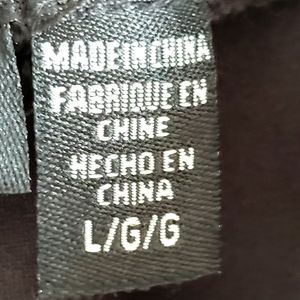 MADE IN CHINA
FABRIQUE EN
CHINE
HECHO EN
CHINA
L/G/G